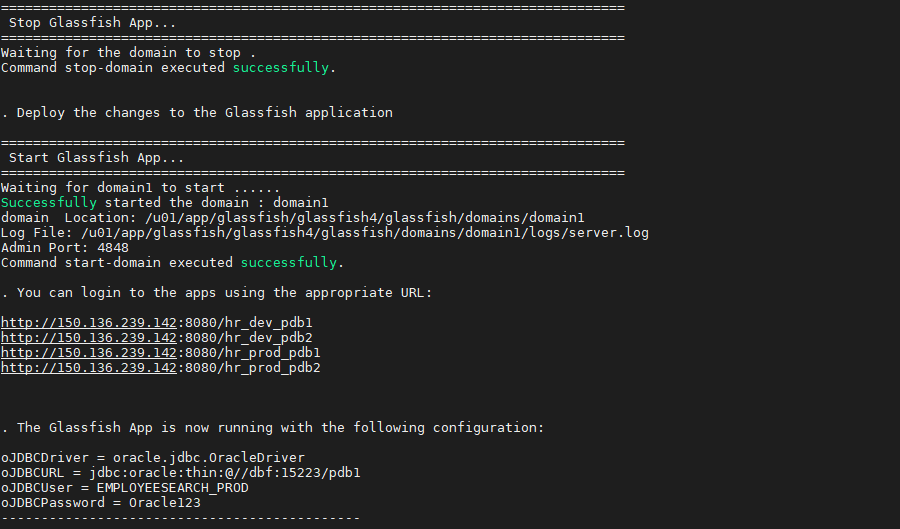 ==============================================================================
 Stop Glassfish App...
==============================================================================
Waiting for the domain to stop .
Command stop-domain executed successfully.
. Deploy the changes to the Glassfish application
==============================================================================
 Start Glassfish App...
==============================================================================
Waiting for domain1 to start ......
Successfully started the domain : domain1
domain  Location: /u01/app/glassfish/glassfish4/glassfish/domains/domain1
Log File: /u01/app/glassfish/glassfish4/glassfish/domains/domain1/logs/server.log
Admin Port: 4848
Command start-domain executed successfully.
. You can login to the apps using the appropriate URL:
http://150.136.239.142:8080/hr_dev_pdb1
http://150.136.239.142:8080/hr_dev_pdb2
http://150.136.239.142:8080/hr_prod_pdb1
http://150.136.239.142:8080/hr_prod_pdb2
. The Glassfish App is now running with the following configuration:
oJDBCDriver = oracle.jdbc.OracleDriver
oJDBCURL = jdbc:oracle:thin:@//dbf:15223/pdb1
oJDBCUser = EMPLOYEESEARCH_PROD
oJDBCPassword = Oracle123
---------------------------------------------